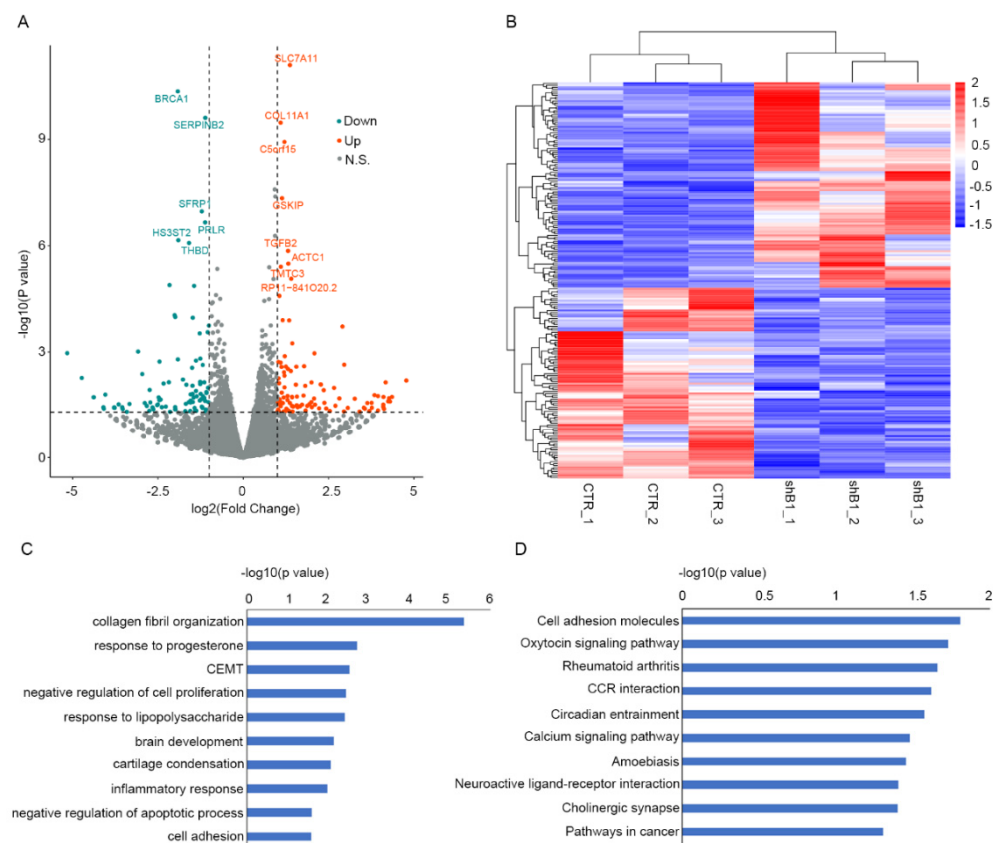 A
SLC7A11
BRCA1
COL11A1
SERPINB2
Down
C5orf15
Up
N.S.
GSKIP
SFRP1
PRLR
HS3ST2
THBD
TGFB2
ACTC1
TMTC3
RP11-841O20.2
9
6
3
0
-log10(P value)
-5
-2.5
0
2.5
5
log2(Fold Change)
B
2
1.5
1
0.5
0
-0.5
-1
-1.5
CTR_1
CTR_2
CTR_3
shB1_1
shB1_2
shB1_3
C
-log10(p value)
0 1 2 3 4 5 6
collagen fibril organization
response to progesterone
CEMT
negative regulation of cell proliferation
response to lipopolysaccharide
brain development
cartilage condensation
inflammatory response
negative regulation of apoptotic process
cell adhesion
D
-log10(p value)
0 0.5 1 1.5 2
Cell adhesion molecules
Oxytocin signaling pathway
Rheumatoid arthritis
CCR interaction
Circadian entrainment
Calcium signaling pathway
Amoebiasis
Neuroactive ligand-receptor interaction
Cholinergic synapse
Pathways in cancer